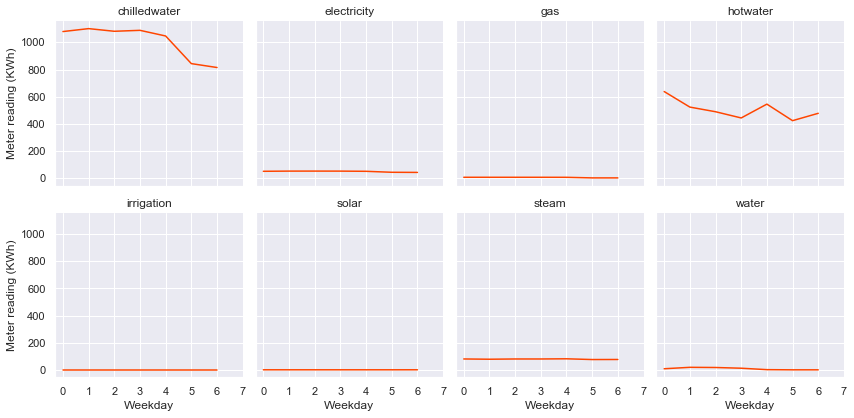 chilledwater electricity gas hotwater
Meter reading (KWh)
1000
800
600
400
200
0
irrigation solar steam water
Meter reading (KWh)
1000
800
600
400
200
0
0 1 2 3 4 5 6 7 0 1 2 3 4 5 6 7 0 1 2 3 4 5 6 7 0 1 2 3 4 5 6 7
Weekday Weekday Weekday Weekday